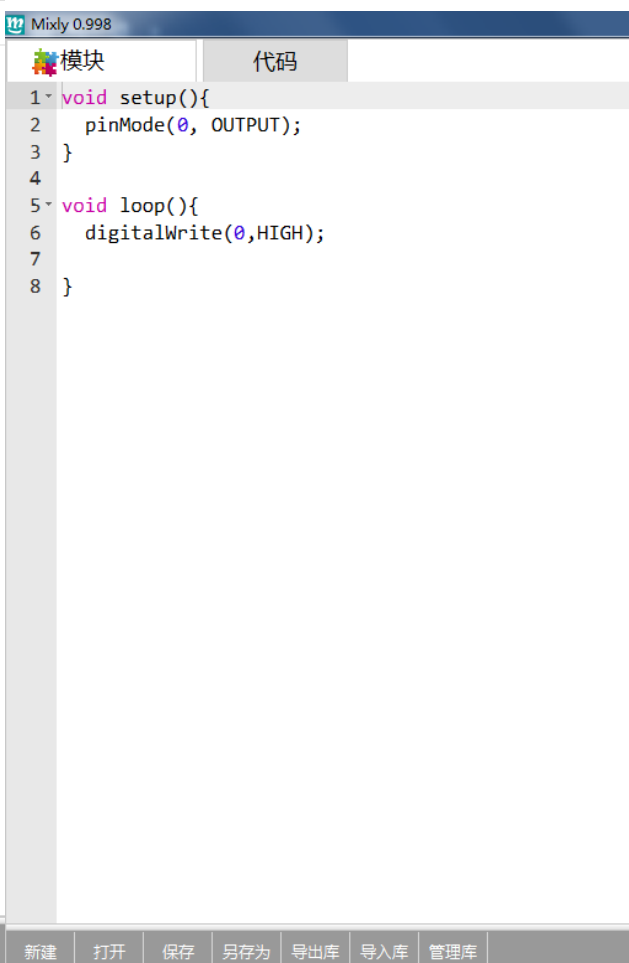 Mixly 0.998
模块 代码
1 void setup(){
2 pinMode(0, OUTPUT);
3 }
4
5 void loop(){
6 digitalWrite(0,HIGH);
7
8 }
新建 打开 保存 另存为 导出库 导入库 管理库